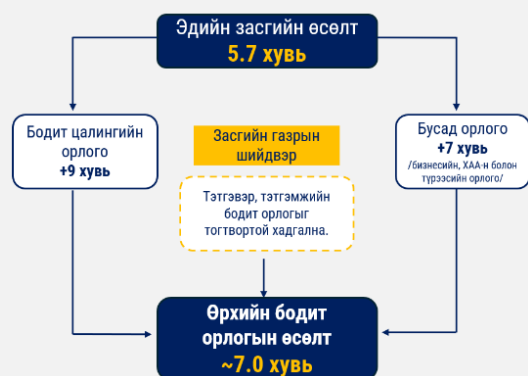 Эдийн засгийн өсөлт
5.7 хувь
Бодит цалингийн
орлого
+9 хувь
Засгийн газрын
шийдвэр
Тэтгэвэр, тэтгэмжийн
бодит орлогыг
тогтвортой хадгална.
Бусад орлого
+7 хувь
/бизнесийн, ХАА-н болон
түрээсийн орлого/
Өрхийн бодит
орлогын өсөлт
~7.0 хувь